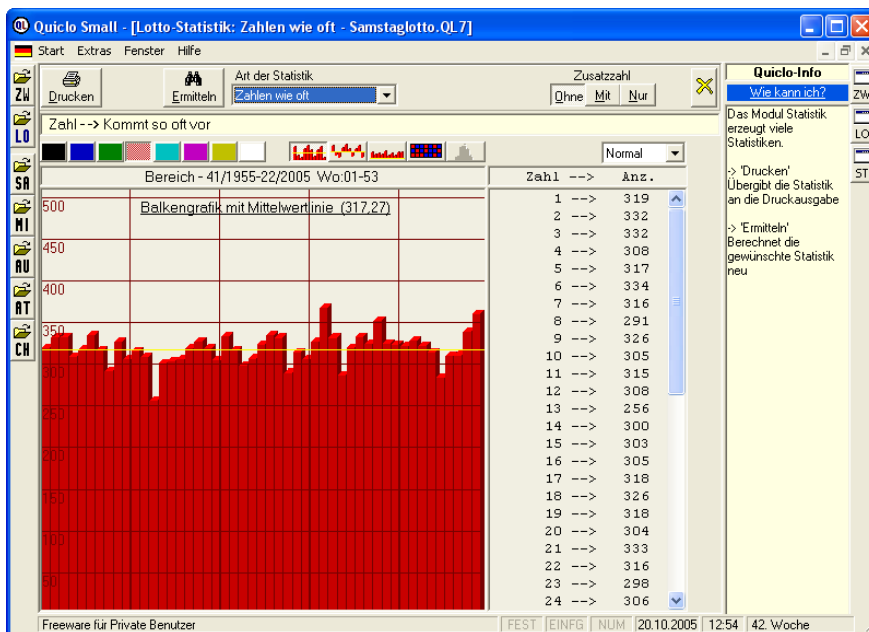 QL Quiclo Small - [Lotto-Statistik: Zahlen wie oft - Samstaglotto.QL7]
Start Extras Fenster Hilfe
ZW
LO
SA
MI
AU
AT
CH
Drucken
Ermitteln
Art der Statistik
Zahlen wie oft
Zusatzzahl
Ohne Mit Nur
Zahl --> Kommt so oft vor
Normal
Bereich - 41/1955-22/2005 Wo:01-53
Balkengrafik mit Mittelwertlinie (317,27)
500
450
400
350
300
250
200
150
100
50
Zahl --> Anz.
1 --> 319
2 --> 332
3 --> 332
4 --> 308
5 --> 317
6 --> 334
7 --> 316
8 --> 291
9 --> 326
10 --> 305
11 --> 315
12 --> 308
13 --> 256
14 --> 300
15 --> 303
16 --> 305
17 --> 318
18 --> 326
19 --> 318
20 --> 304
21 --> 333
22 --> 316
23 --> 298
24 --> 306
Quiclo-Info
Wie kann ich?
Das Modul Statistik
erzeugt viele
Statistiken.
-> 'Drucken'
Übergibt die Statistik
an die Druckausgabe
-> 'Ermitteln'
Berechnet die
gewünschte Statistik
neu
ZW
LO
ST
Freeware für Private Benutzer
FEST EINFG NUM 20.10.2005 12:54 42. Woche